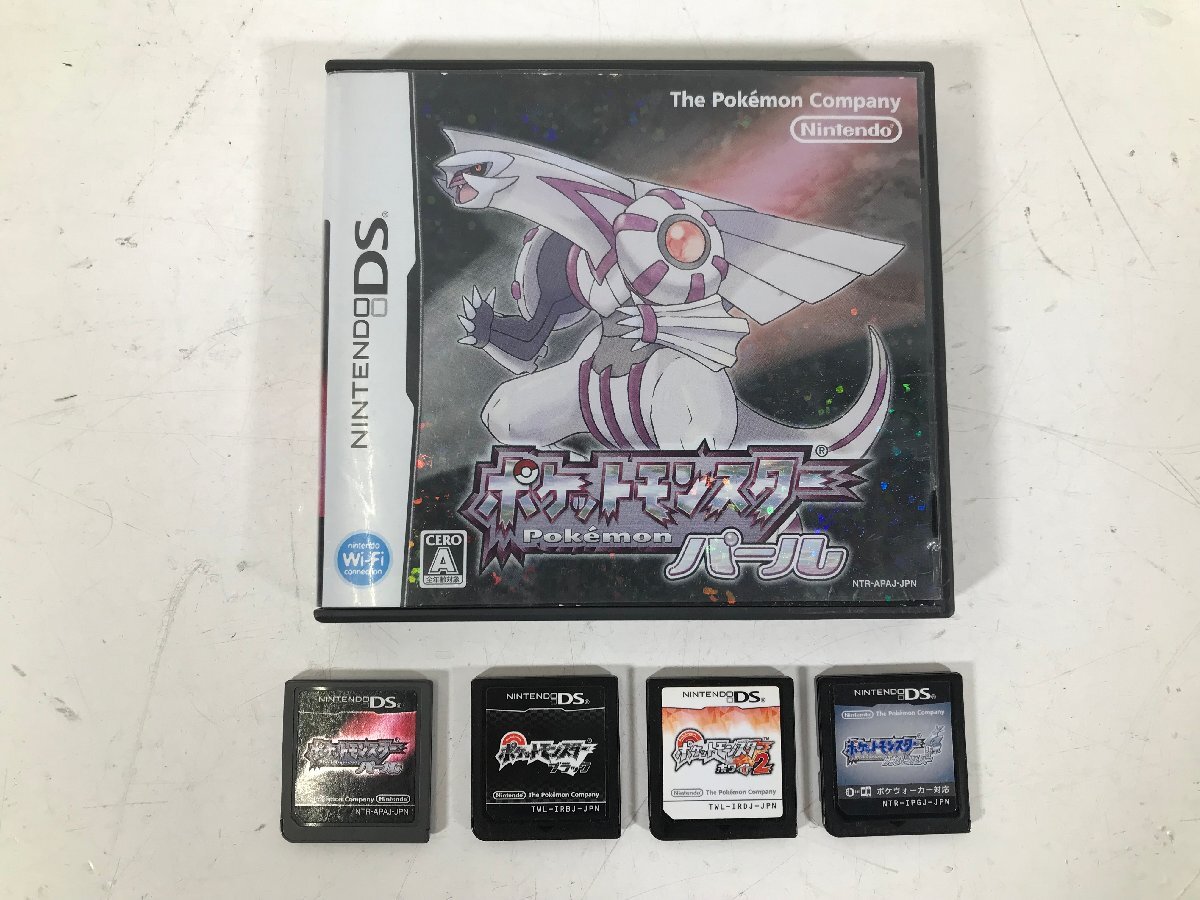 The Pokémon Company
Nintendo
NINTENDO DS
ポケットモンスター
Pokémon
パール
nintendo
Wi-Fi
connection
CERO
A
全年齢対象
NTR-APAJ-JPN
NINTENDO DS
ポケットモンスター
パール
Company Nintendo
NTR-APAJ-JPN
NINTENDO DS
ポケットモンスター
ブラック
Nintendo The Pokémon Company
TWL-IRBJ-JPN
NINTENDO DS
ポケットモンスター
ホワイト2
Nintendo The Pokémon Company
TWL-IRDJ-JPN
NINTENDO DS
Nintendo The Pokémon Company
ポケットモンスター
ポケウォーカー対応
NTR-IPGJ-JPN